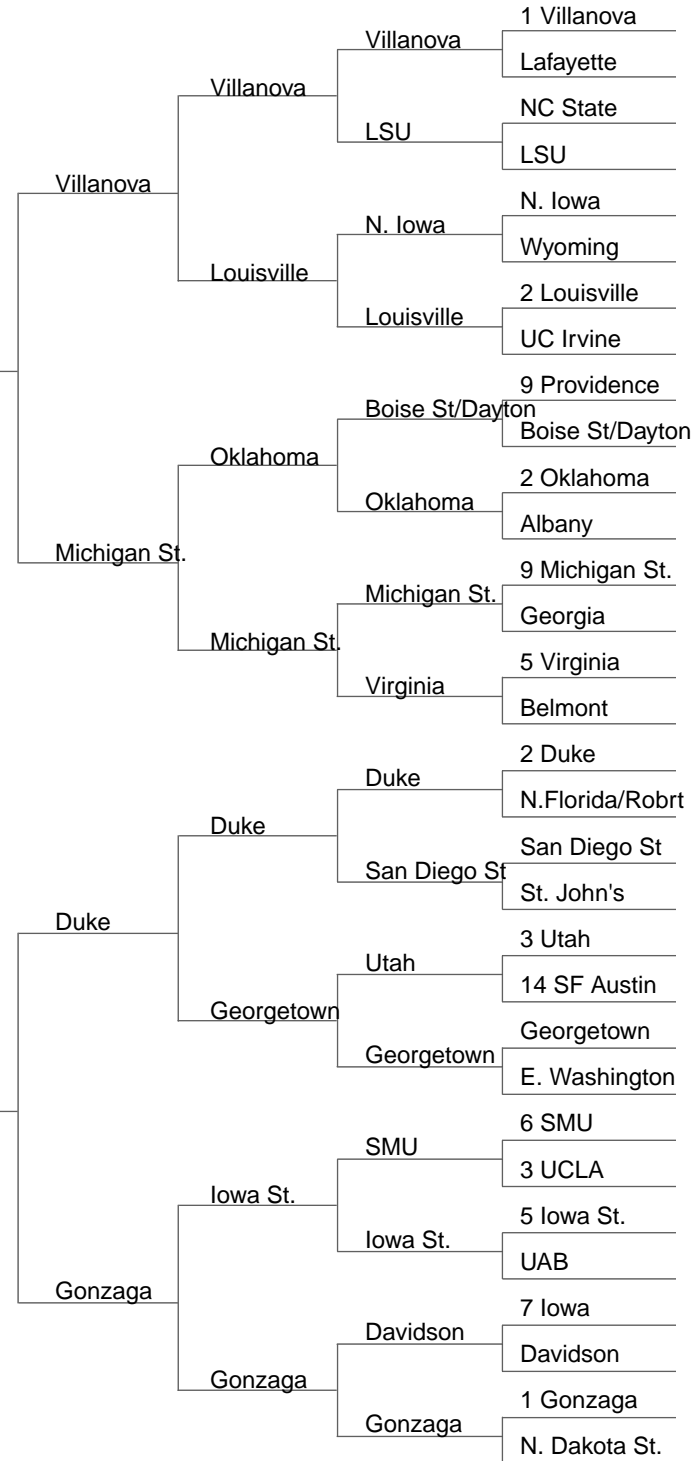 1 Villanova
Villanova
Lafayette
Villanova
NC State
LSU
LSU
Villanova
N. Iowa
N. Iowa
Wyoming
Louisville
2 Louisville
Louisville
UC Irvine
9 Providence
Boise St/Dayton
Boise St/Dayton
Oklahoma
2 Oklahoma
Oklahoma
Albany
Michigan St.
9 Michigan St.
Michigan St.
Georgia
Michigan St.
5 Virginia
Virginia
Belmont
2 Duke
Duke
N.Florida/Robrt
Duke
San Diego St
San Diego St
St. John's
Duke
3 Utah
Utah
14 SF Austin
Georgetown
Georgetown
Georgetown
E. Washington
6 SMU
SMU
3 UCLA
Iowa St.
5 Iowa St.
Iowa St.
UAB
Gonzaga
7 Iowa
Davidson
Davidson
Gonzaga
1 Gonzaga
Gonzaga
N. Dakota St.